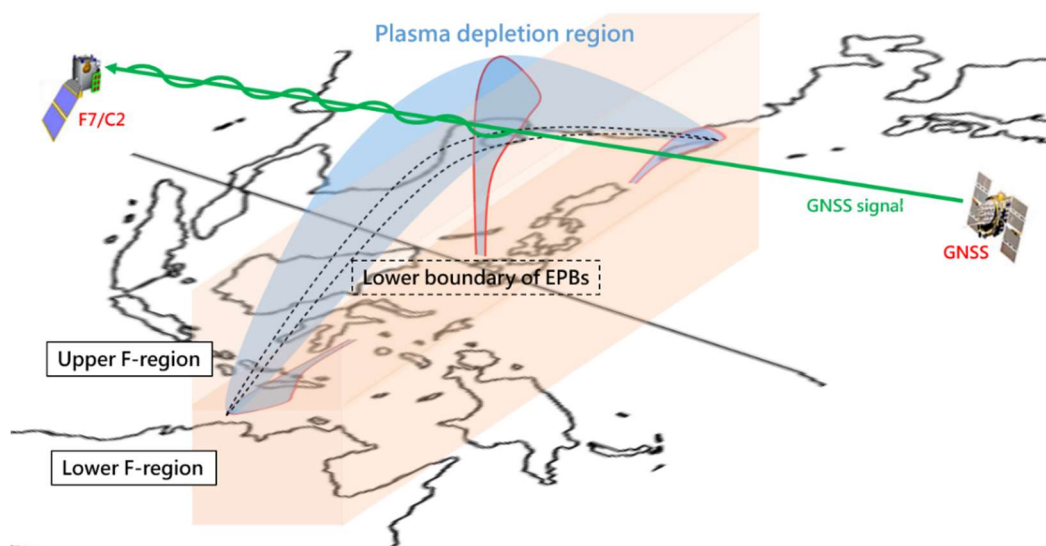 Plasma depletion region
F7/C2
GNSS signal
GNSS
Lower boundary of EPBs
Upper F-region
Lower F-region